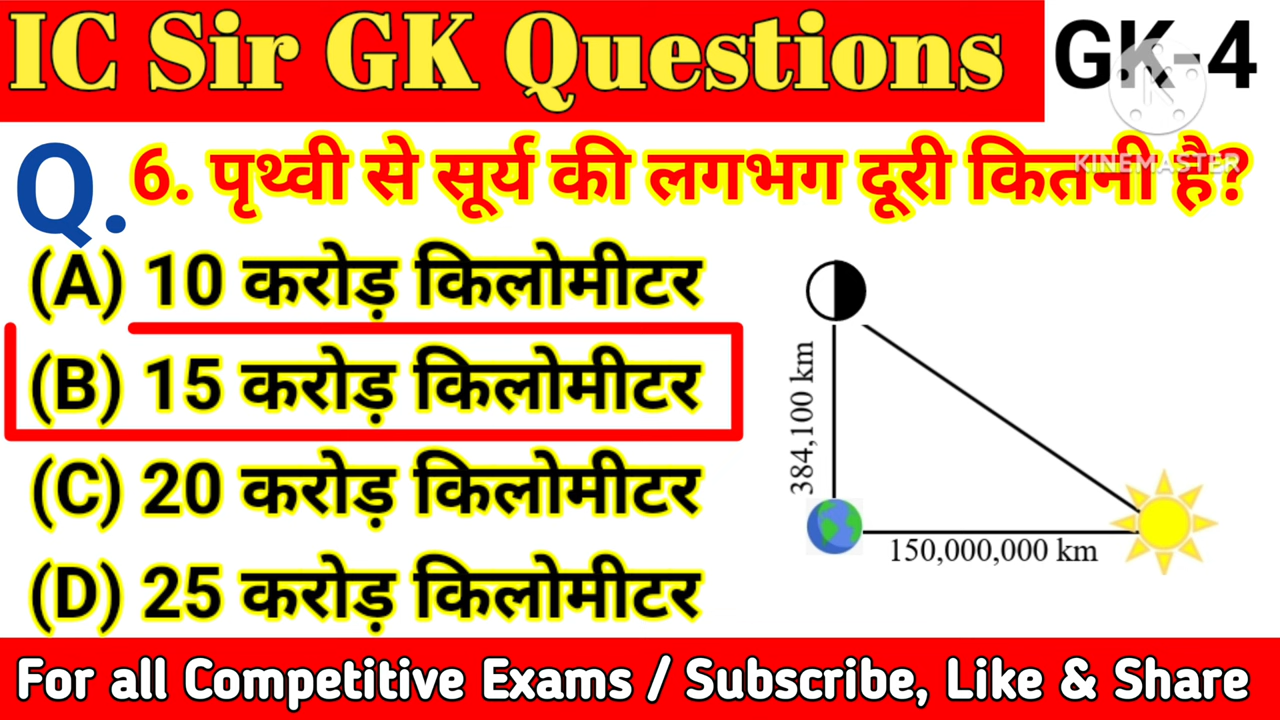 IC Sir GK Questions GK-4
KINEMASTER
Q. 6. पृथ्वी से सूर्य की लगभग दूरी कितनी है?
(A) 10 करोड़ किलोमीटर
(B) 15 करोड़ किलोमीटर
(C) 20 करोड़ किलोमीटर
(D) 25 करोड़ किलोमीटर
384,100 km
150,000,000 km
For all Competitive Exams / Subscribe, Like & Share